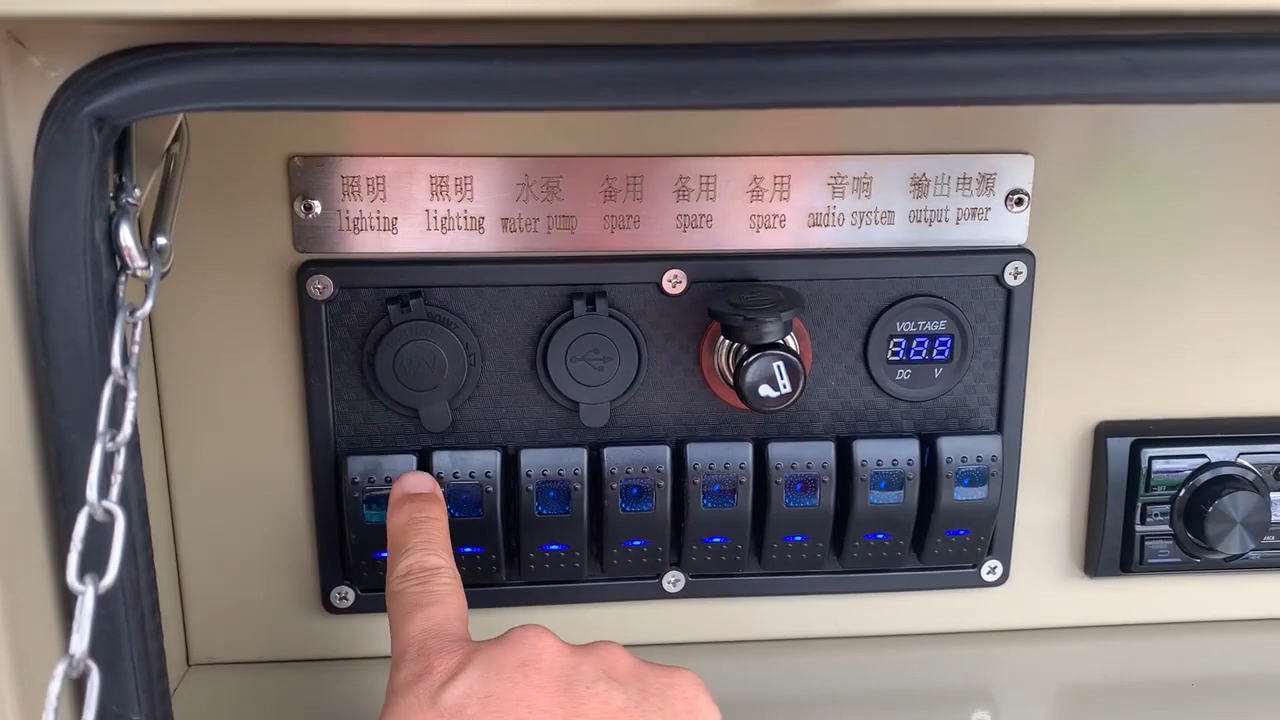 照明 照明 水泵 备用 备用 备用 音响 输出电源
lighting lighting water pump spare spare spare audio system output power
VOLTAGE
DC V